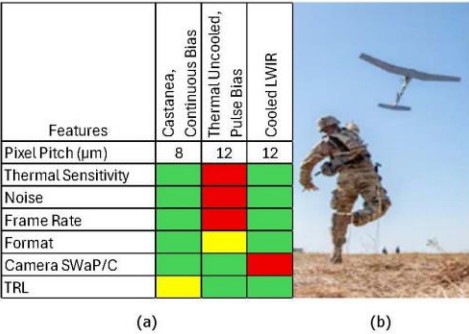 Features
Castanea,
Continuous Bias
Thermal Uncooled,
Pulse Bias
Cooled LWIR
Pixel Pitch (µm) 8 12 12
Thermal Sensitivity
Noise
Frame Rate
Format
Camera SWaP/C
TRL
(a) (b)